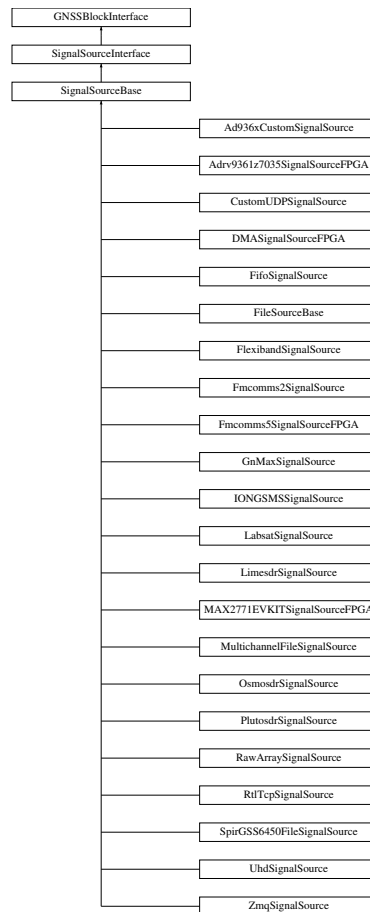 GNSSBlockInterface
SignalSourceInterface
SignalSourceBase
Ad936xCustomSignalSource
Adrv9361z7035SignalSourceFPGA
CustomUDPSignalSource
DMASignalSourceFPGA
FifoSignalSource
FileSourceBase
FlexibandSignalSource
Fmcomms2SignalSource
Fmcomms5SignalSourceFPGA
GnMaxSignalSource
IONGSMSSignalSource
LabsatSignalSource
LimesdrSignalSource
MAX2771EVKITSignalSourceFPGA
MultichannelFileSignalSource
OsmosdrSignalSource
PlutosdrSignalSource
RawArraySignalSource
RtlTcpSignalSource
SpirGSS6450FileSignalSource
UhdSignalSource
ZmqSignalSource